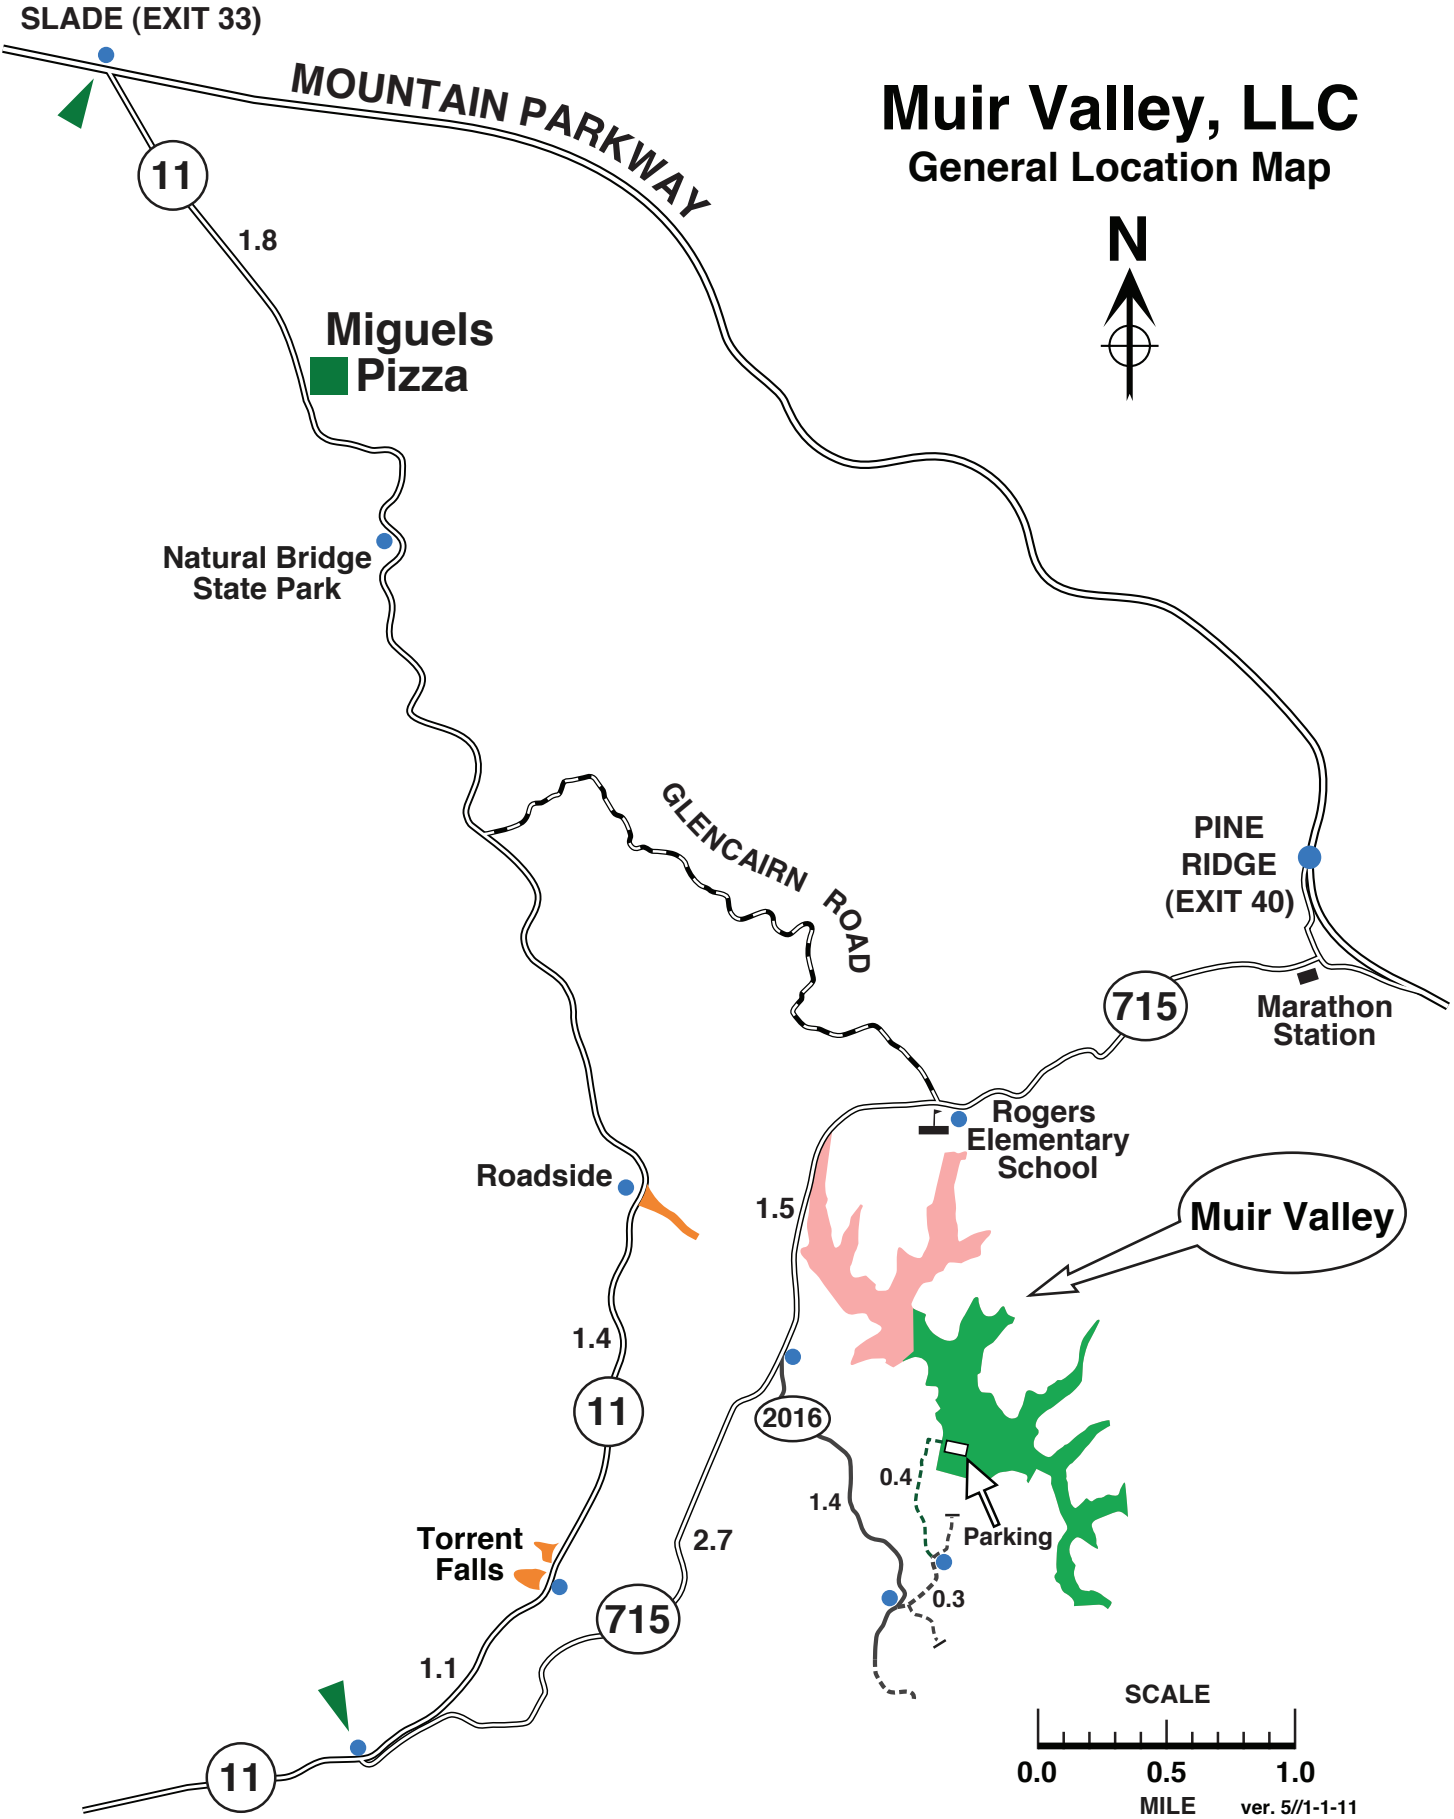 SLADE (EXIT 33)
MOUNTAIN PARKWAY
Muir Valley, LLC
General Location Map
N
11
1.8
Miguels
Pizza
Natural Bridge
State Park
GLENCAIRN ROAD
PINE
RIDGE
(EXIT 40)
715
Marathon
Station
Rogers
Elementary
School
Roadside
1.5
Muir Valley
1.4
11
2016
0.4
1.4
Parking
Torrent
Falls
2.7
0.3
715
1.1
11
SCALE
0.0 0.5 1.0
MILE
ver. 5//1-1-11